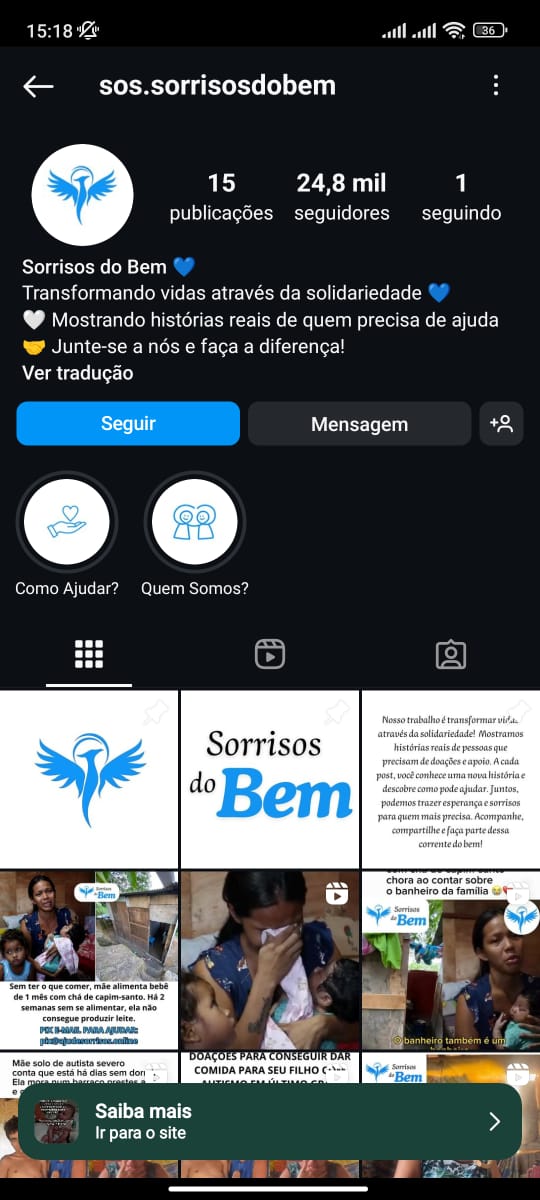 15:18
36
sos.sorrisosdobem
15
24,8 mil
1
publicações
seguidores
seguindo
Sorrisos do Bem 💙
Transformando vidas através da solidariedade 💙
🤍 Mostrando histórias reais de quem precisa de ajuda
🤝 Junte-se a nós e faça a diferença!
Ver tradução
Seguir
Mensagem
Como Ajudar?
Quem Somos?
Sorrisos
do Bem
Nosso trabalho é transformar vidas
através da solidariedade! Mostramos
histórias reais de pessoas que
precisam de doações e apoio. A cada
post, você conhece uma nova história e
descobre como pode ajudar. Juntos,
podemos trazer esperança e sorrisos
para quem mais precisa. Acompanhe,
compartilhe e faça parte dessa
corrente do bem!
Sorrisos
do Bem
Sem ter o que comer, mãe alimenta bebê
de 1 mês com chá de capim-santo. Há 2
semanas sem se alimentar, ela não
consegue produzir leite.
PIX E-MAIL PARA AJUDAR:
pix@ajudesorrisos.online
chora ao contar sobre
o banheiro da família
Sorrisos
do Bem
O banheiro também é um
Mãe solo de autista severo
conta que está há dias sem
Ela mora num barraco prestes a
DOAÇÕES PARA CONSEGUIR DAR
COMIDA PARA SEU FILHO
AUTISMO EM ÚLTIMO
Sorrisos
do Bem
Saiba mais
Ir para o site